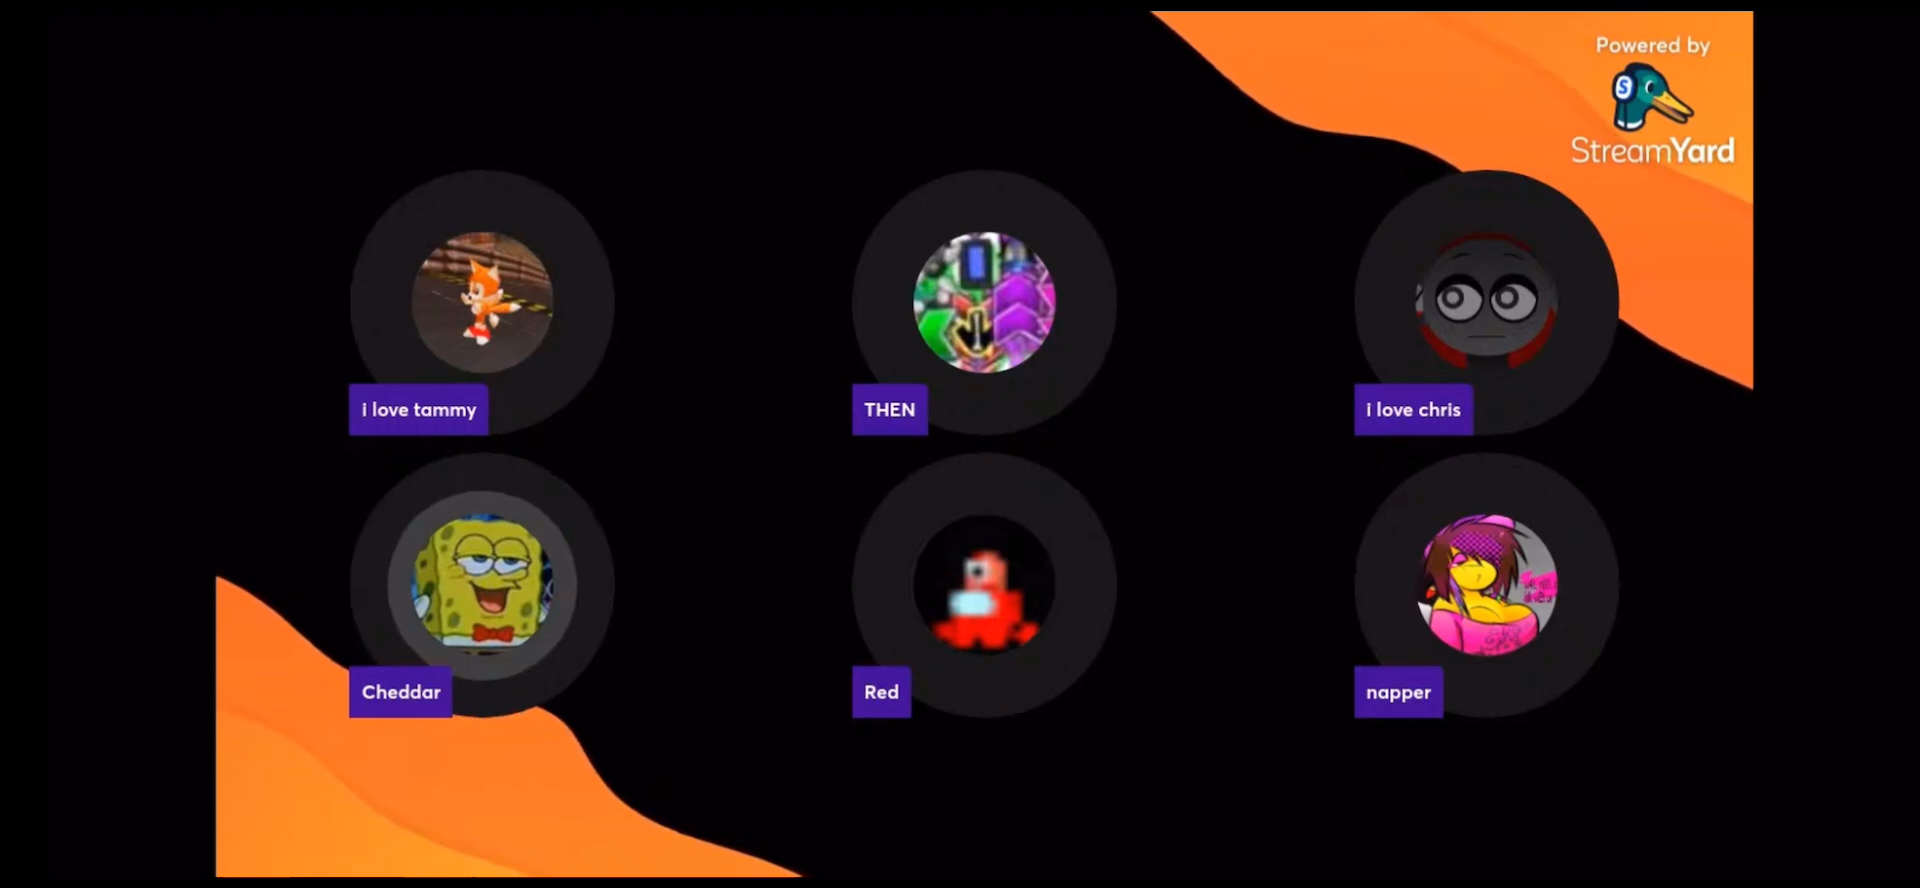 Powered by
S
StreamYard
i love tammy
THEN
i love chris
Cheddar
Red
napper